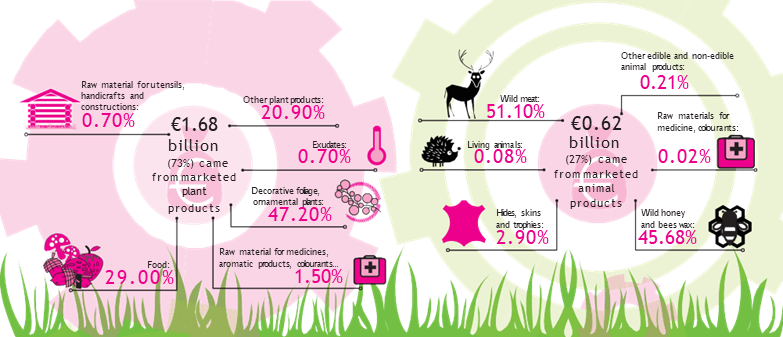 Raw material for utensils,
handicrafts and
constructions:
0.70%
€1.68
billion
(73%) came
from marketed
plant
products
Other plant products:
20.90%
Exudates:
0.70%
Decorative foliage,
ornamental plants:
47.20%
Food:
29.00%
Raw material for medicines,
aromatic products, colourants:
1.50%
Wild meat:
51.10%
Living animals:
0.08%
Hides, skins
and trophies:
2.90%
€0.62
billion
(27%) came
from marketed
animal
products
Other edible and non-edible
animal products:
0.21%
Raw materials for
medicine, colourants:
0.02%
Wild honey
and bees wax:
45.68%